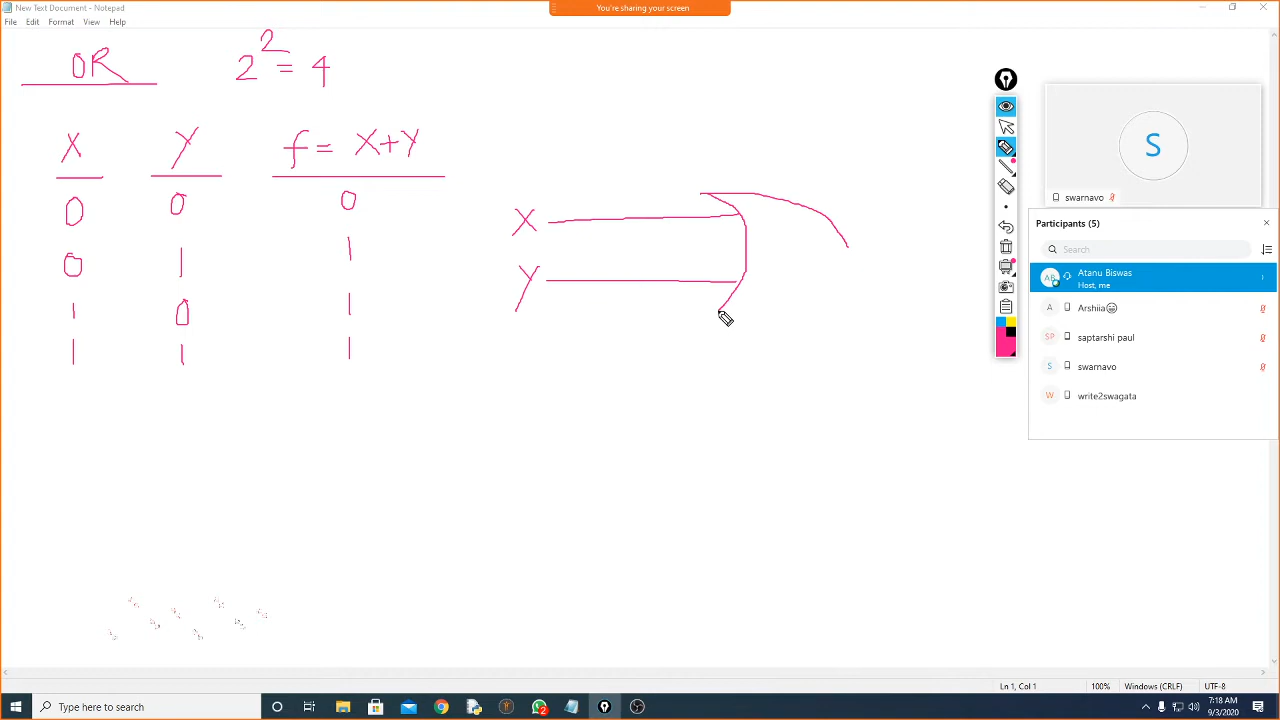 New Text Document - Notepad
You're sharing your screen
File Edit Format View Help
OR 2² = 4
X Y f = X+Y
0 0 0
0 1 1
1 0 1
1 1 1
X
Y
S
swarnavo
Participants (5)
Search
AB Atanu Biswas
Host, me
A Arshiia😄
SP saptarshi paul
S swarnavo
W write2swagata
Ln 1, Col 1 100% Windows (CRLF) UTF-8
Type here to search
2
7:18 AM
9/3/2020